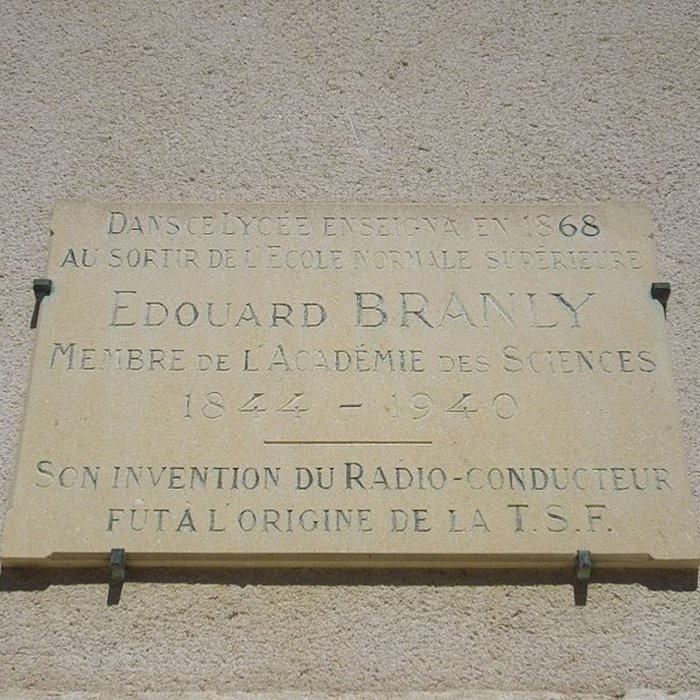 DANS CE LYCÉE ENSEIGNA EN 1868
AU SORTIR DE L'ECOLE NORMALE SUPÉRIEURE
EDOUARD BRANLY
MEMBRE DE L'ACADÉMIE DES SCIENCES
1844 - 1940
SON INVENTION DU RADIO-CONDUCTEUR
FUT À L'ORIGINE DE LA T.S.F.